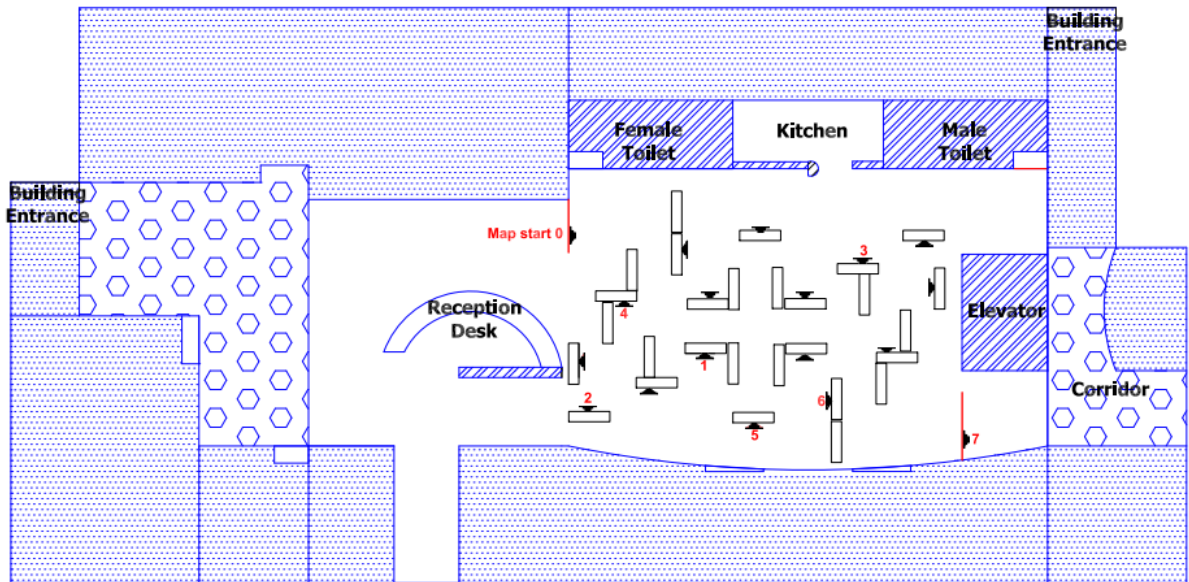 Building
Entrance
Female
Toilet
Kitchen
Male
Toilet
Building
Entrance
Map start 0
3
Reception
Desk
4
Elevator
1
2
6
5
7
Corridor